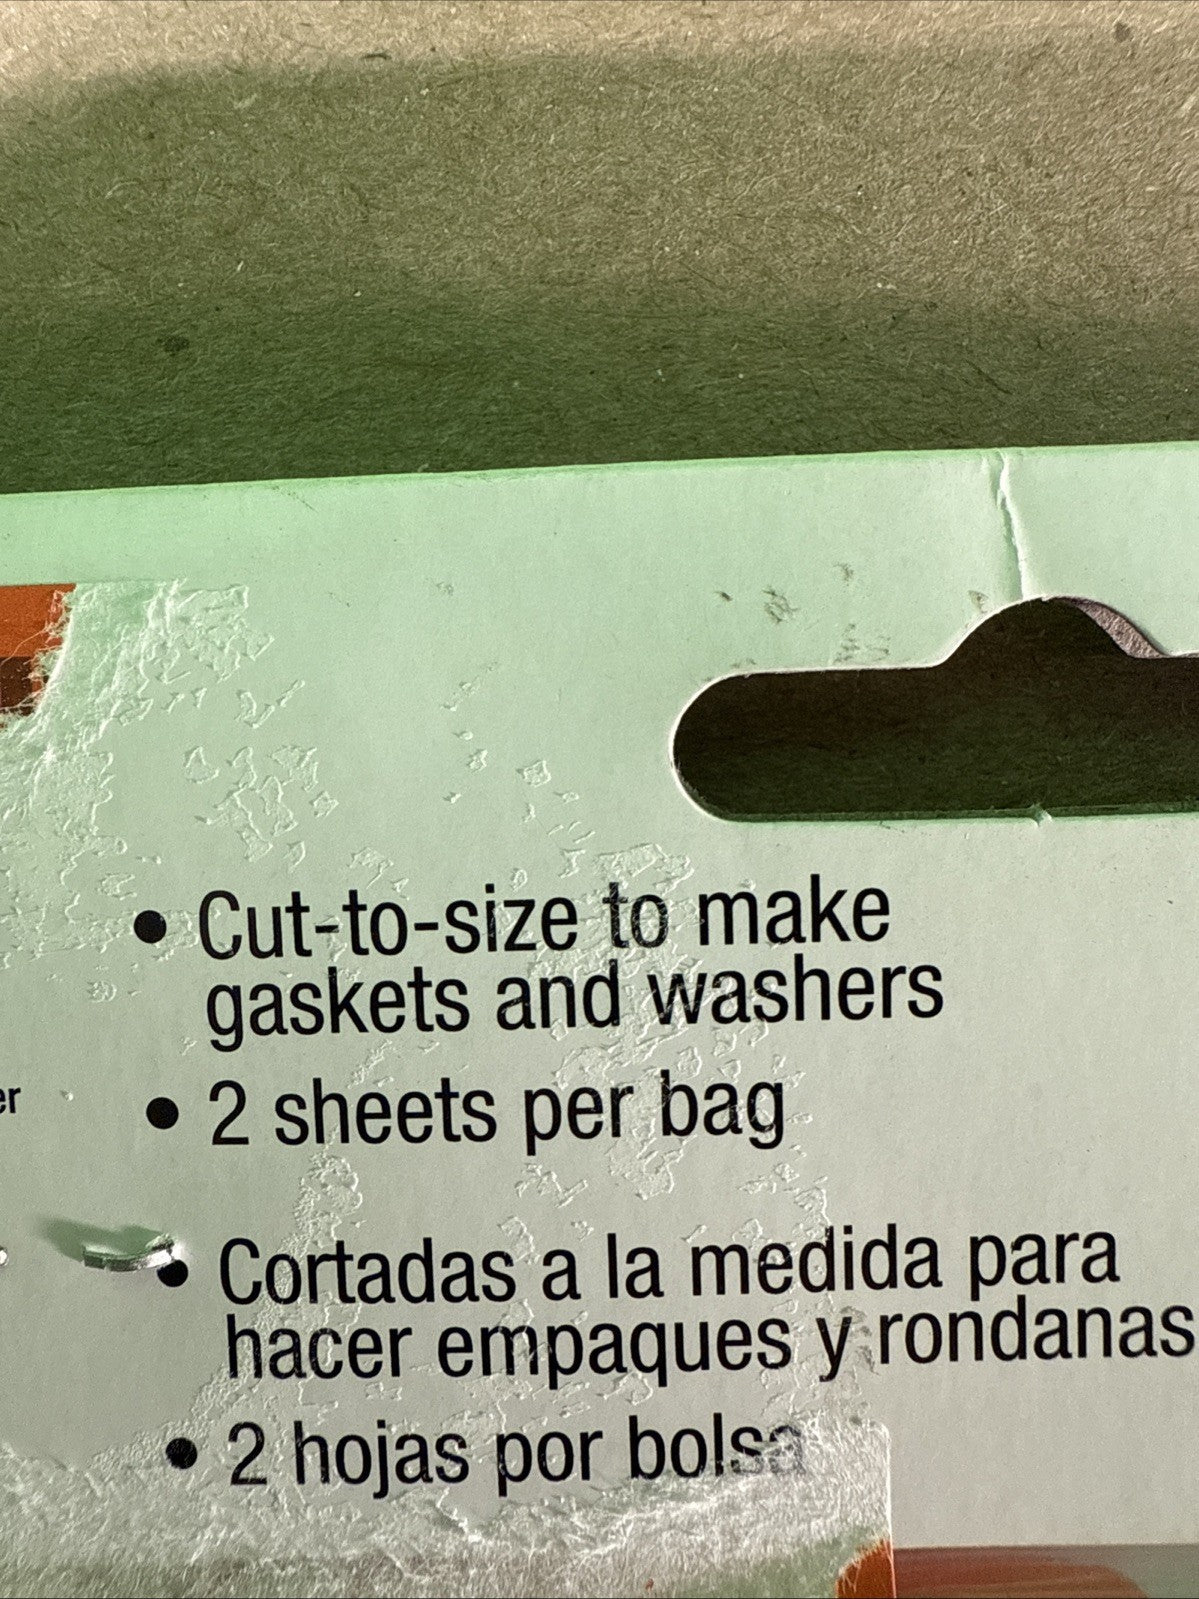 • Cut-to-size to make
gaskets and washers
• 2 sheets per bag
er
• Cortadas a la medida para
hacer empaques y rondanas
• 2 hojas por bolsa